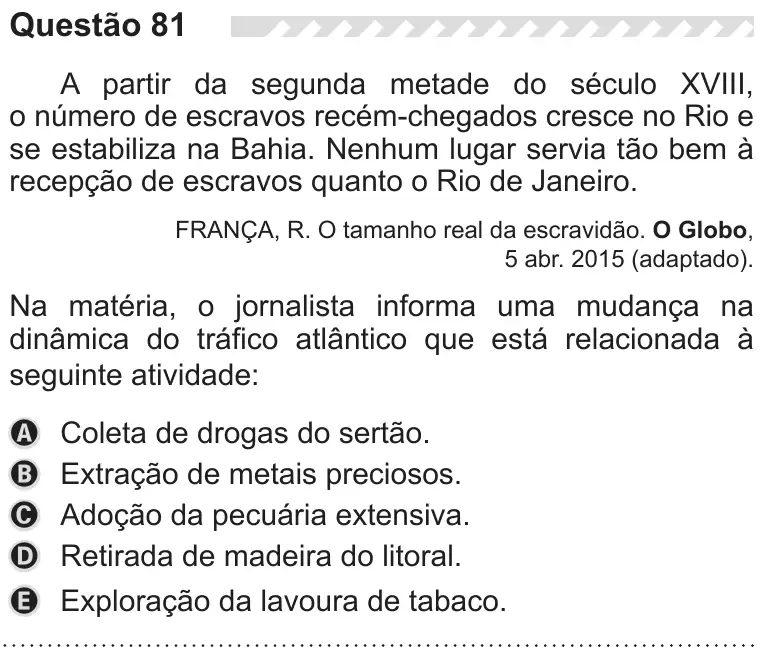 Questão 81
A partir da segunda metade do século XVIII,
o número de escravos recém-chegados cresce no Rio e
se estabiliza na Bahia. Nenhum lugar servia tão bem à
recepção de escravos quanto o Rio de Janeiro.
FRANÇA, R. O tamanho real da escravidão. O Globo,
5 abr. 2015 (adaptado).
Na matéria, o jornalista informa uma mudança na
dinâmica do tráfico atlântico que está relacionada à
seguinte atividade:
A Coleta de drogas do sertão.
B Extração de metais preciosos.
C Adoção da pecuária extensiva.
D Retirada de madeira do litoral.
E Exploração da lavoura de tabaco.